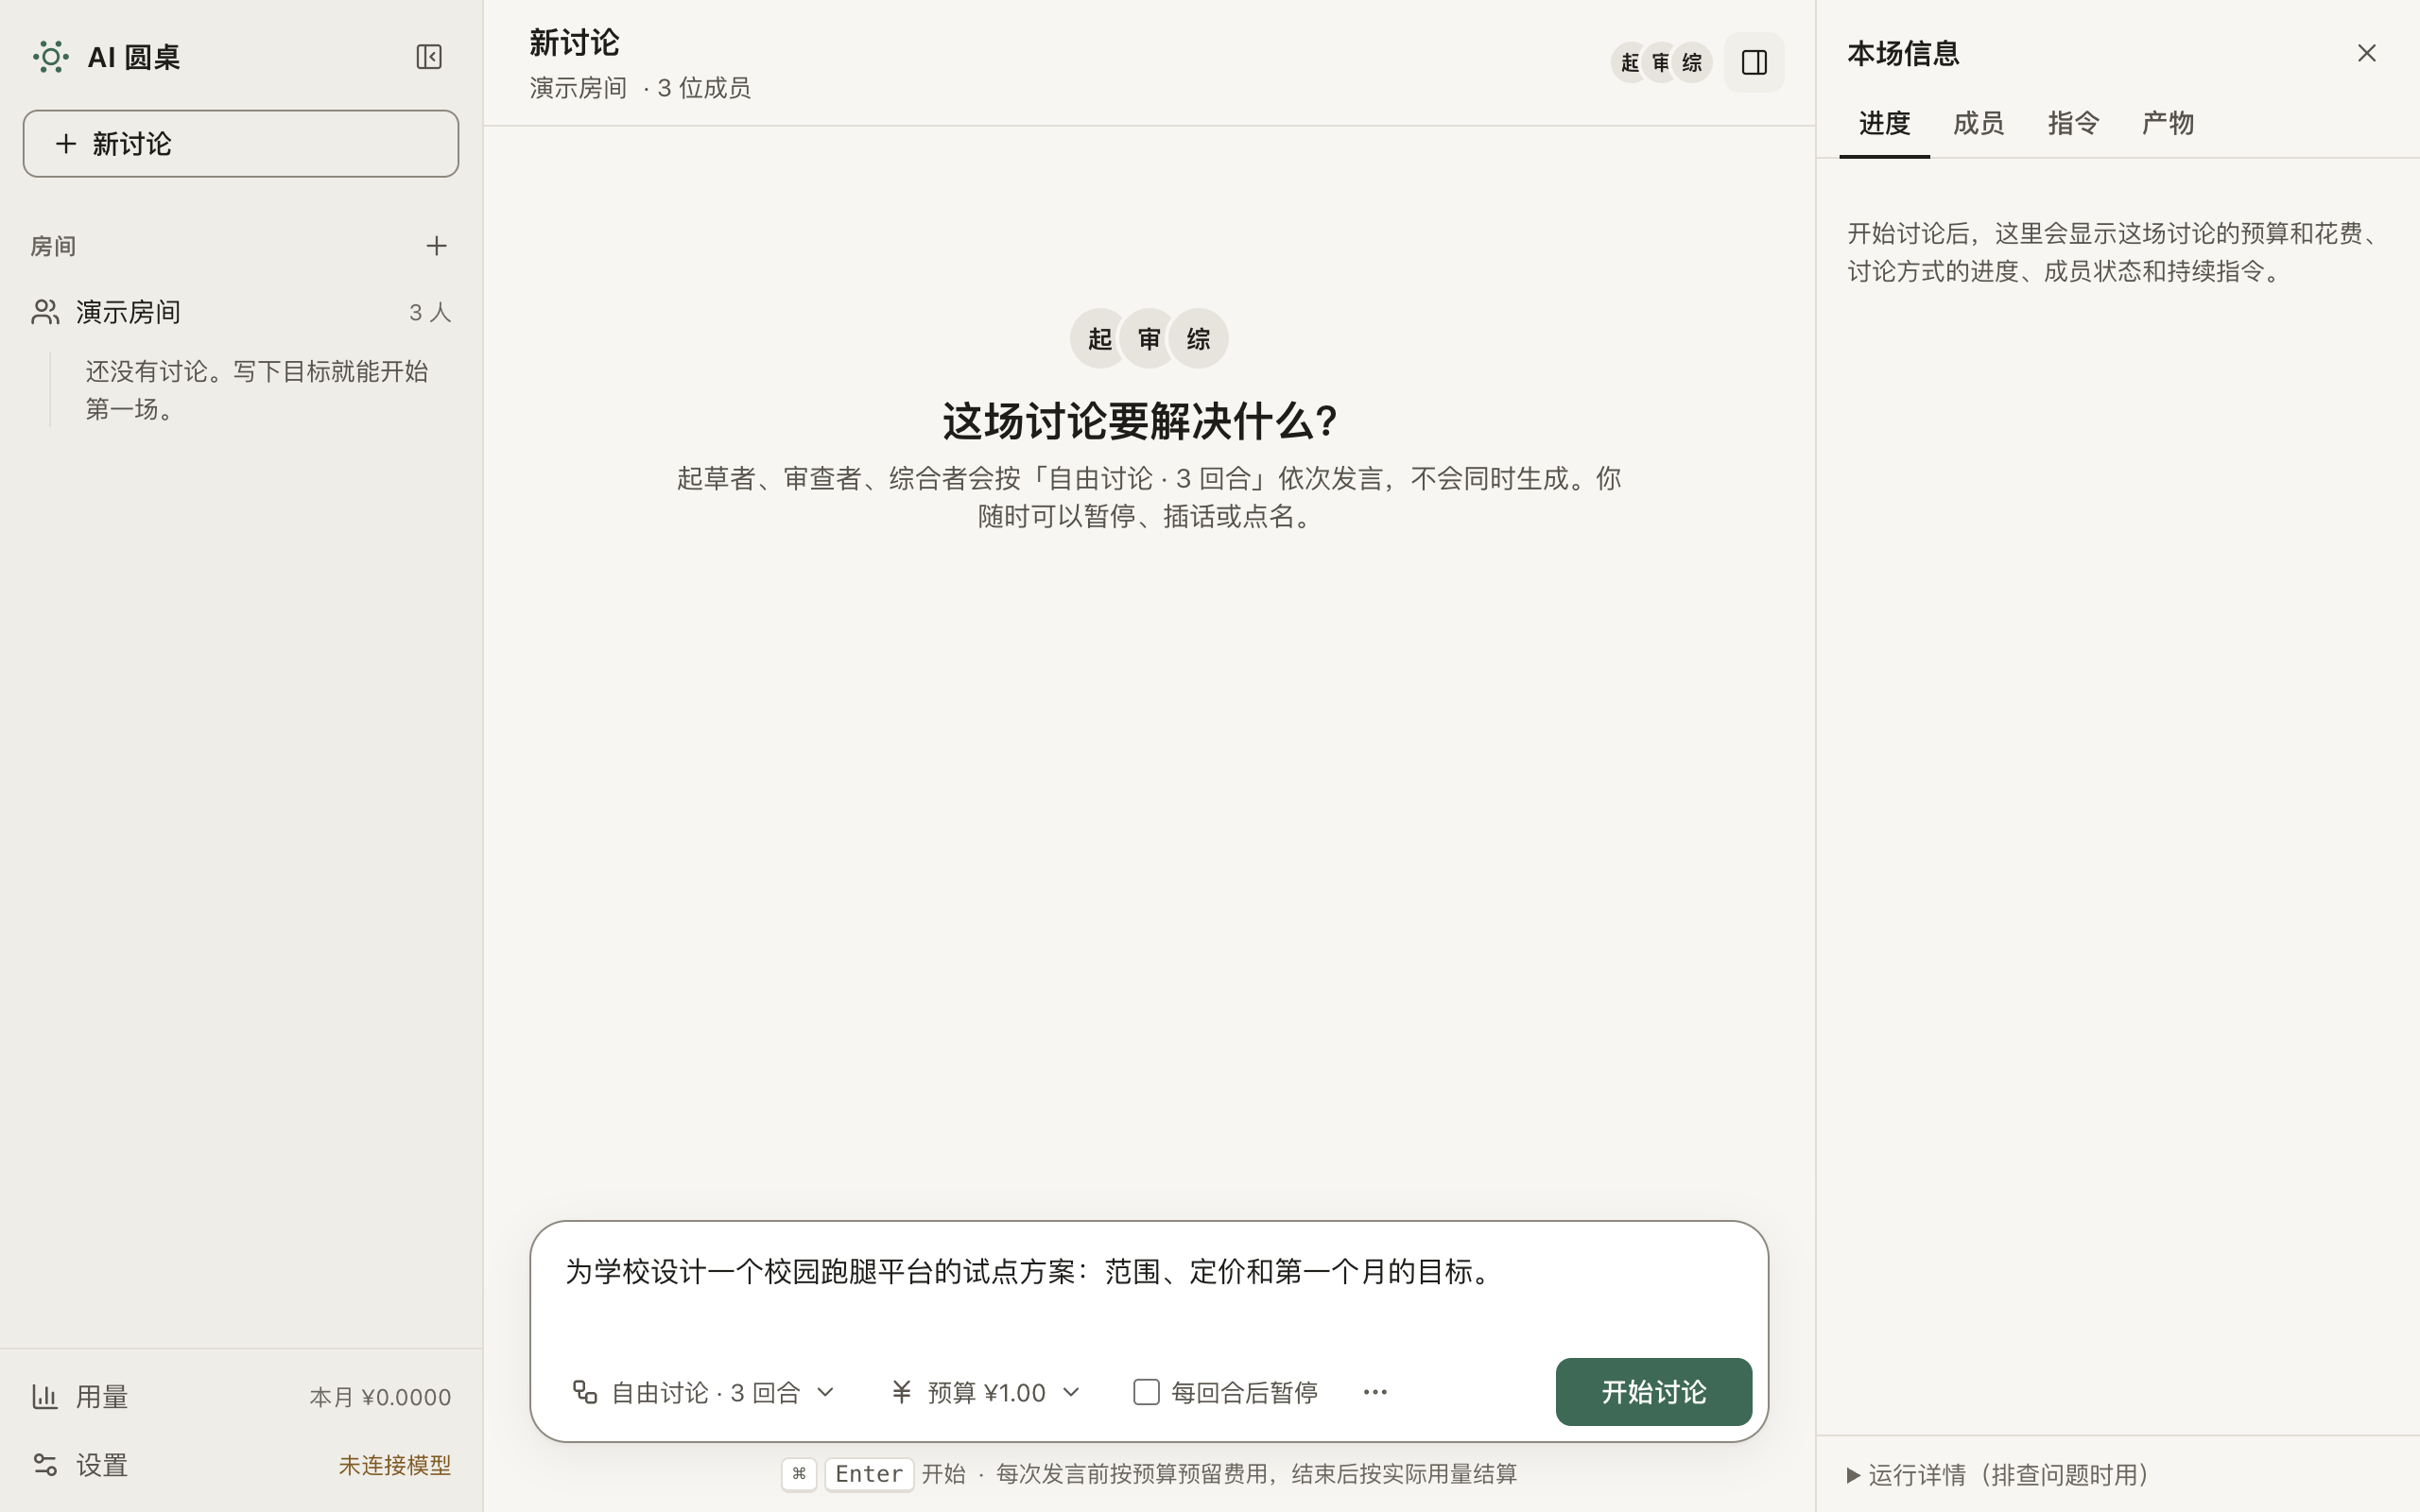 AI 圆桌
新讨论
房间
演示房间
3 人
还没有讨论。写下目标就能开始
第一场。
用量
本月 ¥0.0000
设置
未连接模型
新讨论
演示房间 · 3 位成员
起 审 综
起 审 综
这场讨论要解决什么?
起草者、审查者、综合者会按「自由讨论 · 3 回合」依次发言，不会同时生成。你
随时可以暂停、插话或点名。
为学校设计一个校园跑腿平台的试点方案：范围、定价和第一个月的目标。
自由讨论 · 3 回合
¥ 预算 ¥1.00
每回合后暂停
开始讨论
⌘ Enter 开始 · 每次发言前按预算预留费用，结束后按实际用量结算
本场信息
进度 成员 指令 产物
开始讨论后，这里会显示这场讨论的预算和花费、
讨论方式的进度、成员状态和持续指令。
运行详情（排查问题时用）